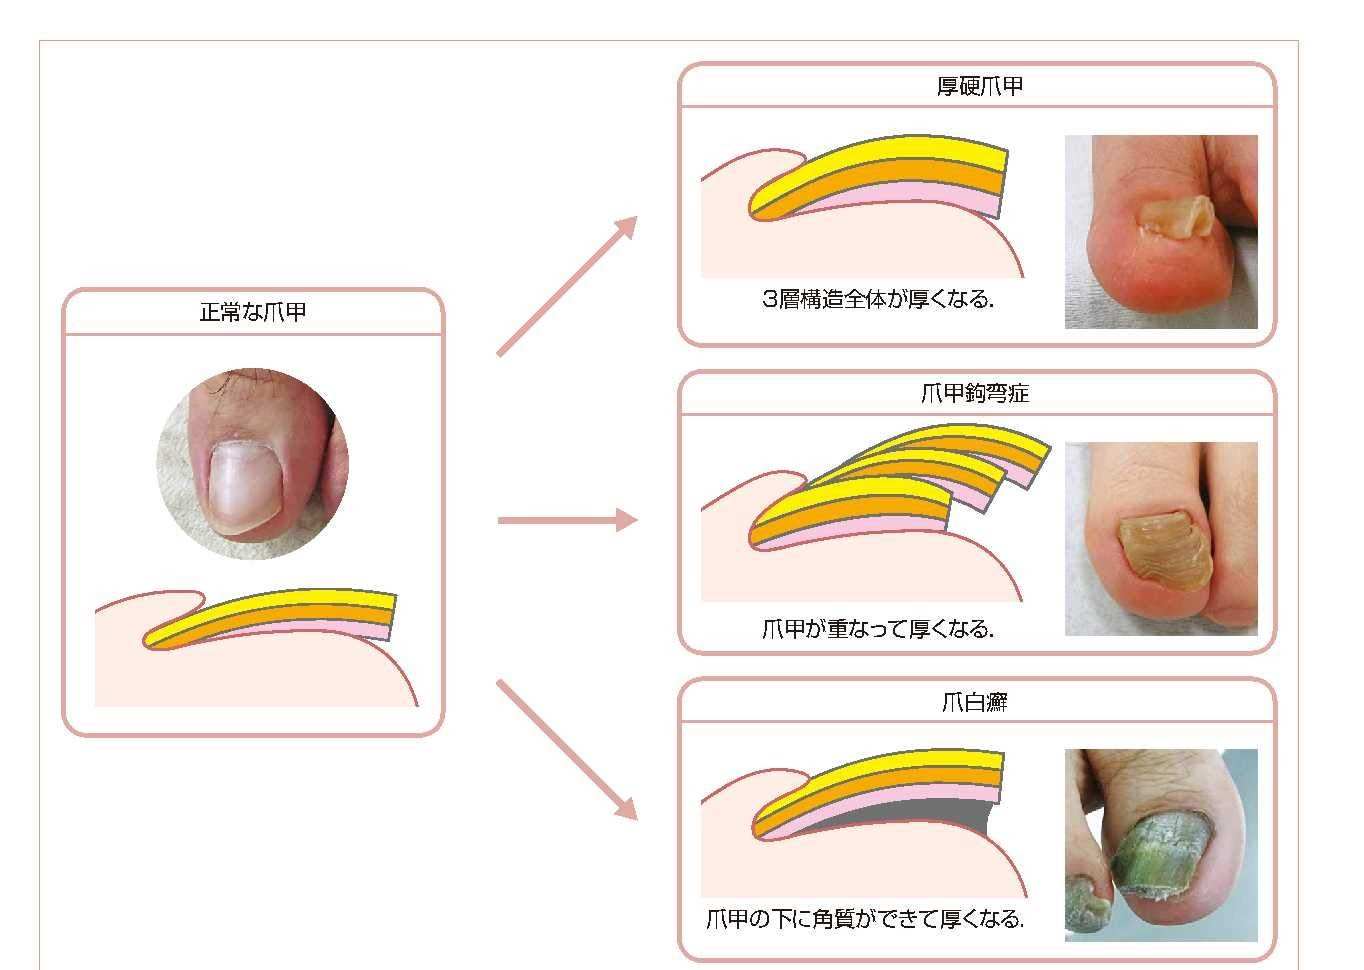 正常な爪甲
厚硬爪甲
3層構造全体が厚くなる.
爪甲鉤弯症
爪甲が重なって厚くなる.
爪白癬
爪甲の下に角質ができて厚くなる.